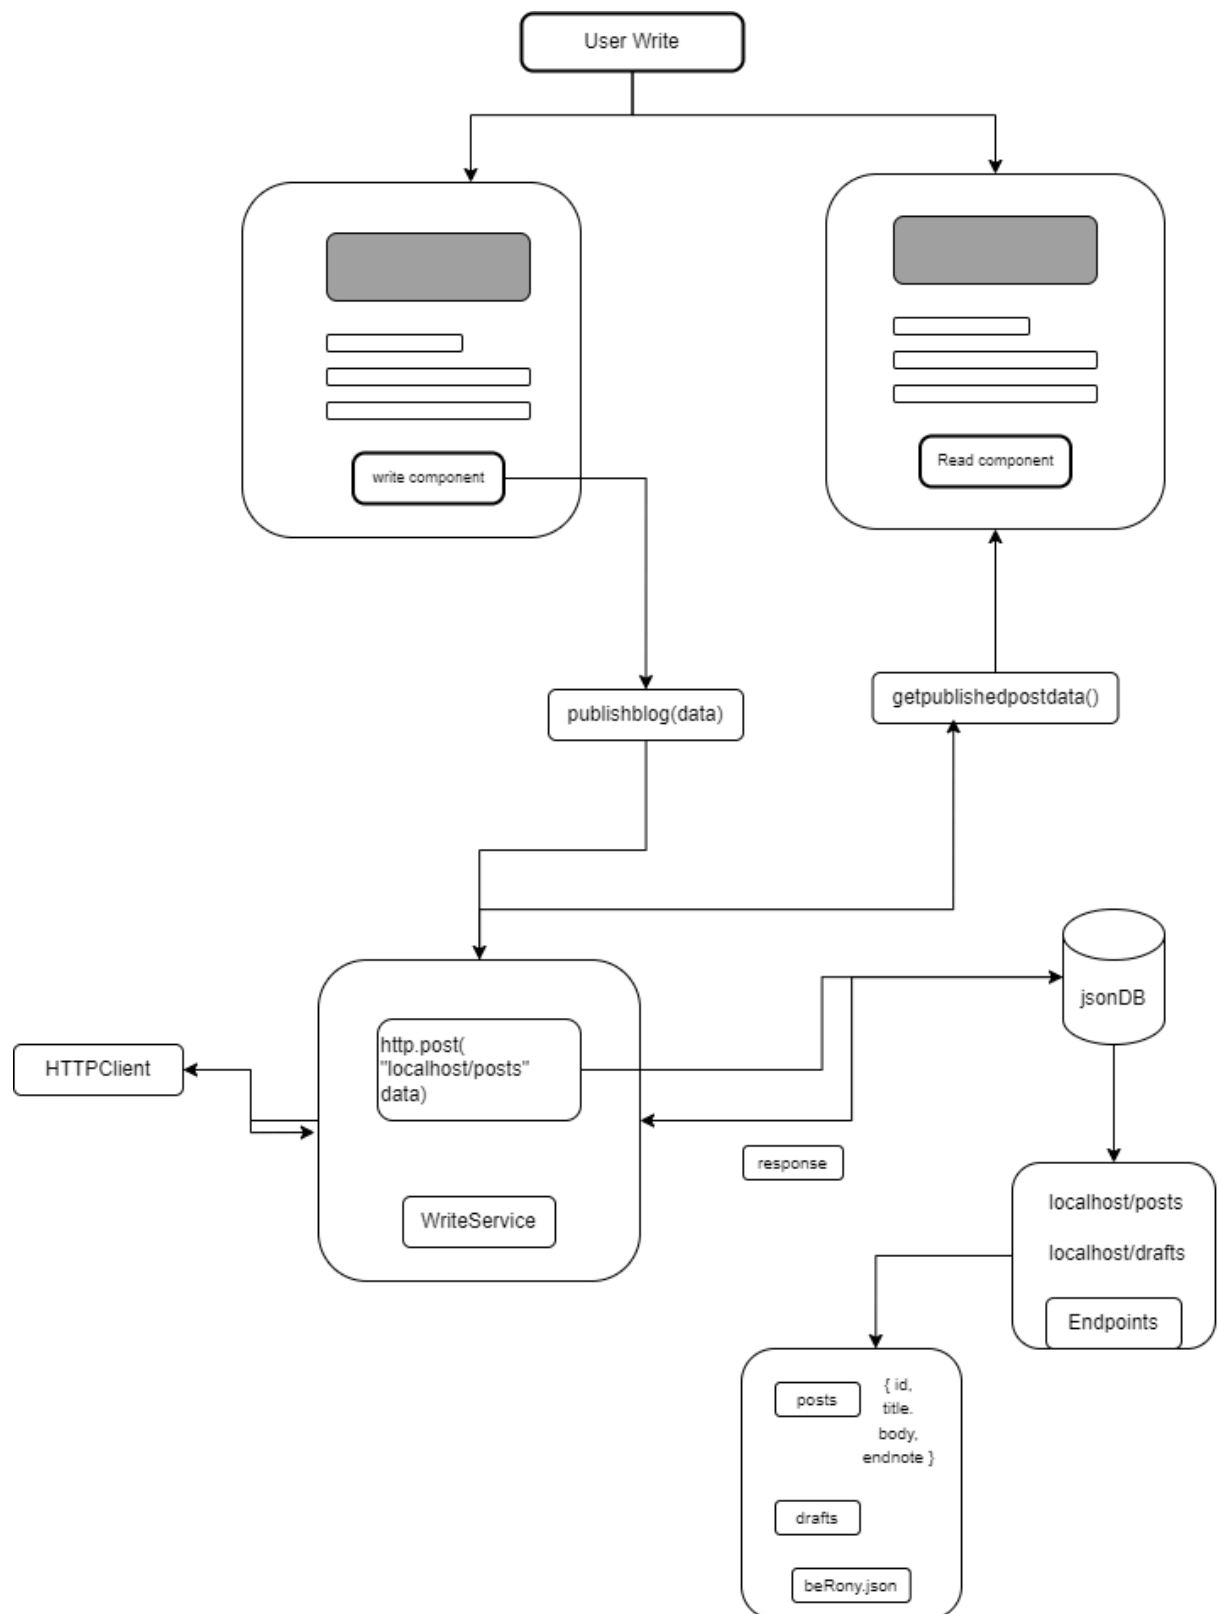 User Write
write component
Read component
publishblog(data)
getpublishedpostdata()
jsonDB
http.post(
"localhost/posts"
data)
HTTPClient
response
WriteService
localhost/posts
localhost/drafts
Endpoints
posts
{ id,
title.
body,
endnote }
drafts
beRony.json